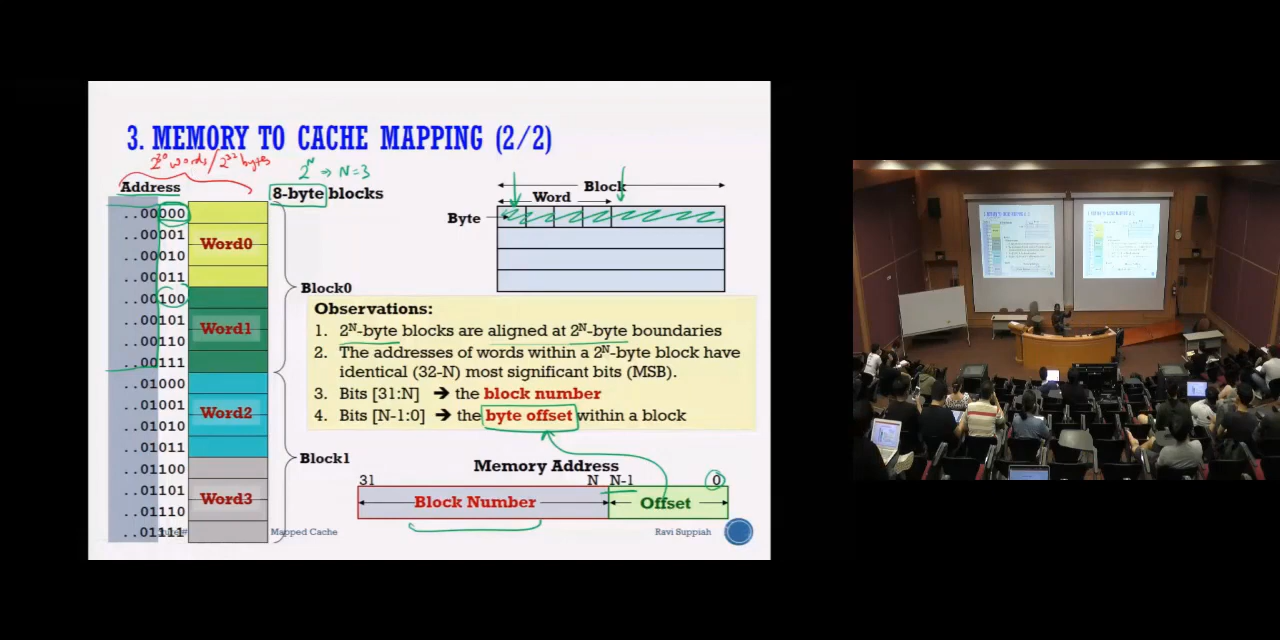 3. MEMORY TO CACHE MAPPING (2/2)
2^30 words/2^32 bytes
2^N ⇒ N=3
Address
8-byte blocks
..00000
..00001
..00010
..00011
..00100
..00101
..00110
..00111
..01000
..01001
..01010
..01011
..01100
..01101
..01110
..01111
Word0
Word1
Word2
Word3
Block0
Block1
Block
Word
Byte
Observations:
1. 2^N-byte blocks are aligned at 2^N-byte boundaries
2. The addresses of words within a 2^N-byte block have
identical (32-N) most significant bits (MSB).
3. Bits [31:N] → the block number
4. Bits [N-1:0] → the byte offset within a block
Memory Address
31 N N-1 0
Block Number Offset
Mapped Cache
Ravi Suppiah